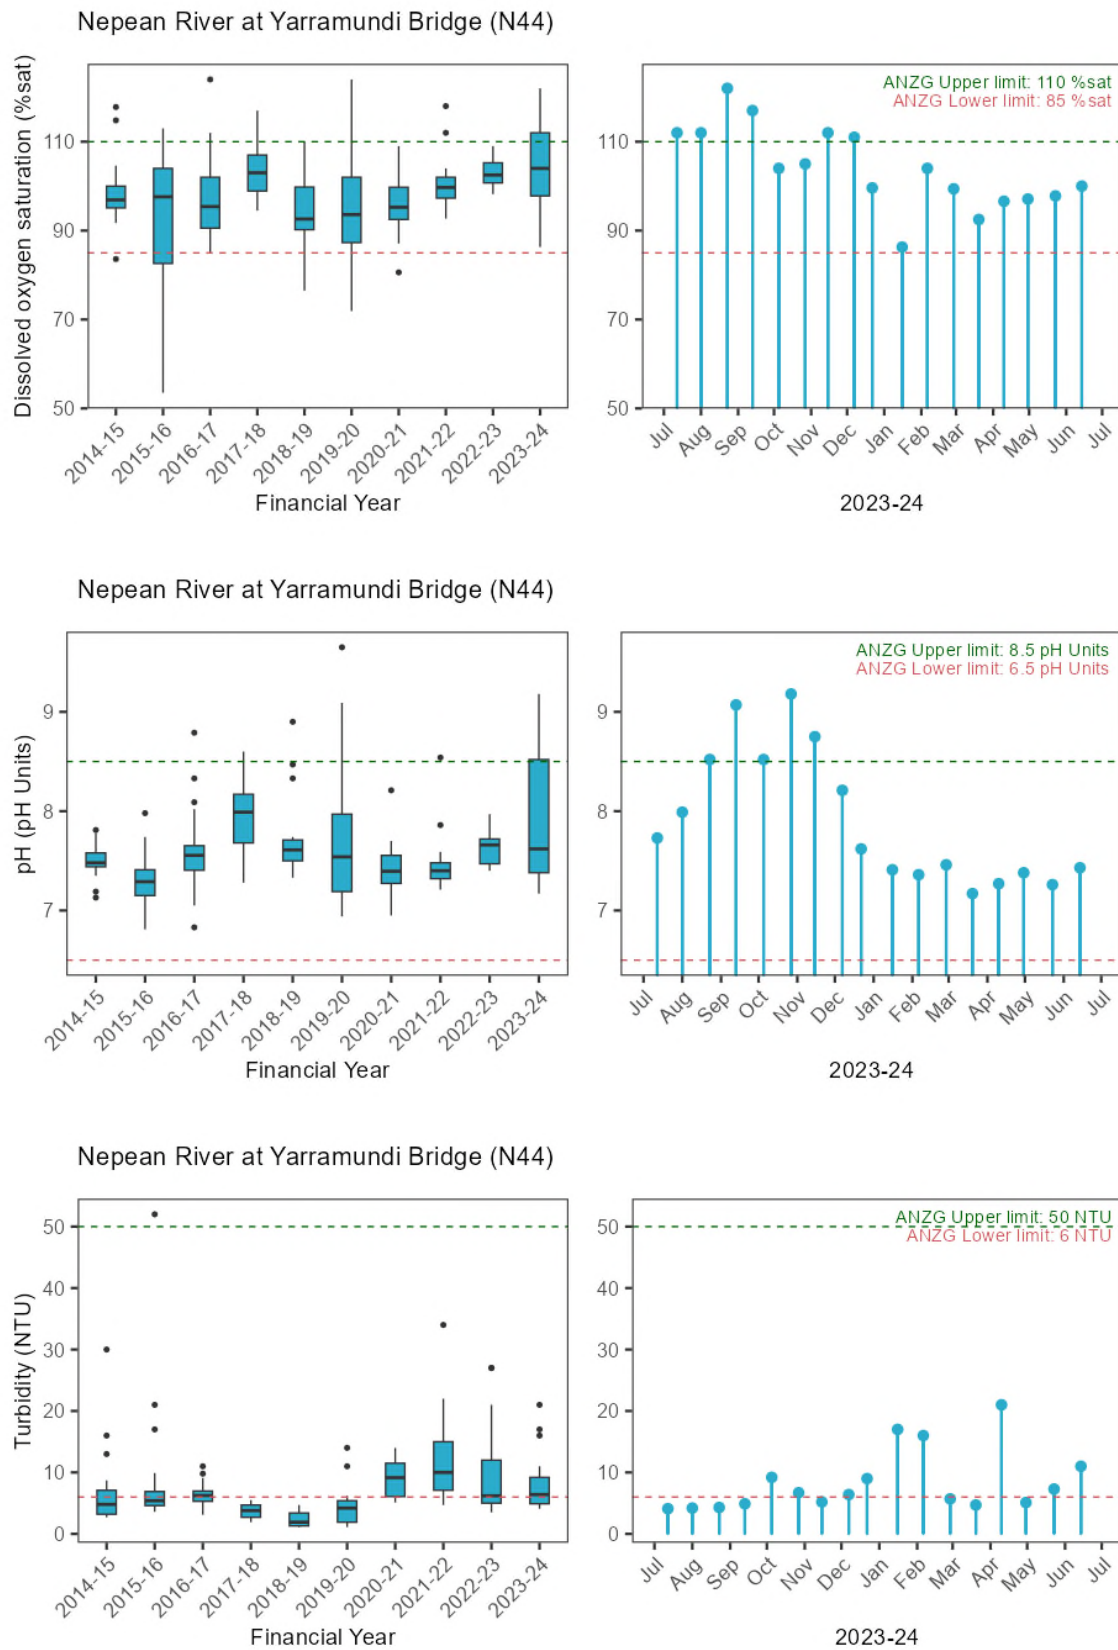 Nepean River at Yarramundi Bridge (N44)
Dissolved oxygen saturation (%sat)
110
90
70
50
2014-15
2015-16
2016-17
2017-18
2018-19
2019-20
2020-21
2021-22
2022-23
2023-24
Financial Year
ANZG Upper limit: 110 %sat
ANZG Lower limit: 85 %sat
110
90
70
50
Jul
Aug
Sep
Oct
Nov
Dec
Jan
Feb
Mar
Apr
May
Jun
Jul
2023-24
Nepean River at Yarramundi Bridge (N44)
pH (pH Units)
9
8
7
2014-15
2015-16
2016-17
2017-18
2018-19
2019-20
2020-21
2021-22
2022-23
2023-24
Financial Year
ANZG Upper limit: 8.5 pH Units
ANZG Lower limit: 6.5 pH Units
9
8
7
Jul
Aug
Sep
Oct
Nov
Dec
Jan
Feb
Mar
Apr
May
Jun
Jul
2023-24
Nepean River at Yarramundi Bridge (N44)
Turbidity (NTU)
50
40
30
20
10
0
2014-15
2015-16
2016-17
2017-18
2018-19
2019-20
2020-21
2021-22
2022-23
2023-24
Financial Year
ANZG Upper limit: 50 NTU
ANZG Lower limit: 6 NTU
50
40
30
20
10
0
Jul
Aug
Sep
Oct
Nov
Dec
Jan
Feb
Mar
Apr
May
Jun
Jul
2023-24